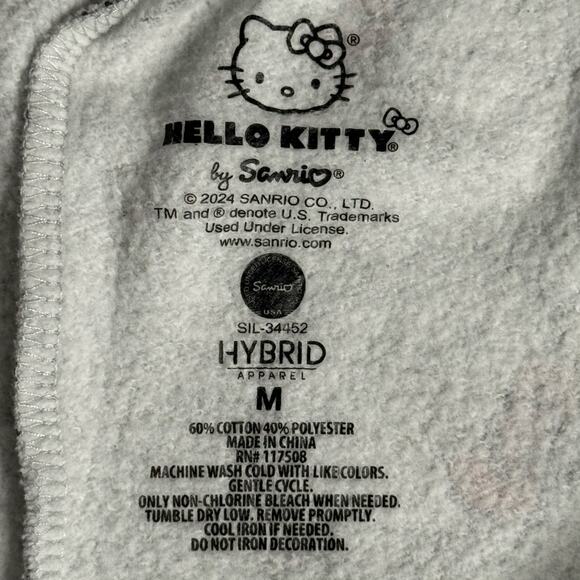 ®
HELLO KITTY®
by Sanrio®
© 2024 SANRIO CO., LTD.
TM and ® denote U.S. Trademarks
Used Under License.
www.sanrio.com
Sanrio
USA
SIL-34452
HYBRID
APPAREL
M
60% COTTON 40% POLYESTER
MADE IN CHINA
RN# 117508
MACHINE WASH COLD WITH LIKE COLORS.
GENTLE CYCLE.
ONLY NON-CHLORINE BLEACH WHEN NEEDED.
TUMBLE DRY LOW. REMOVE PROMPTLY.
COOL IRON IF NEEDED.
DO NOT IRON DECORATION.